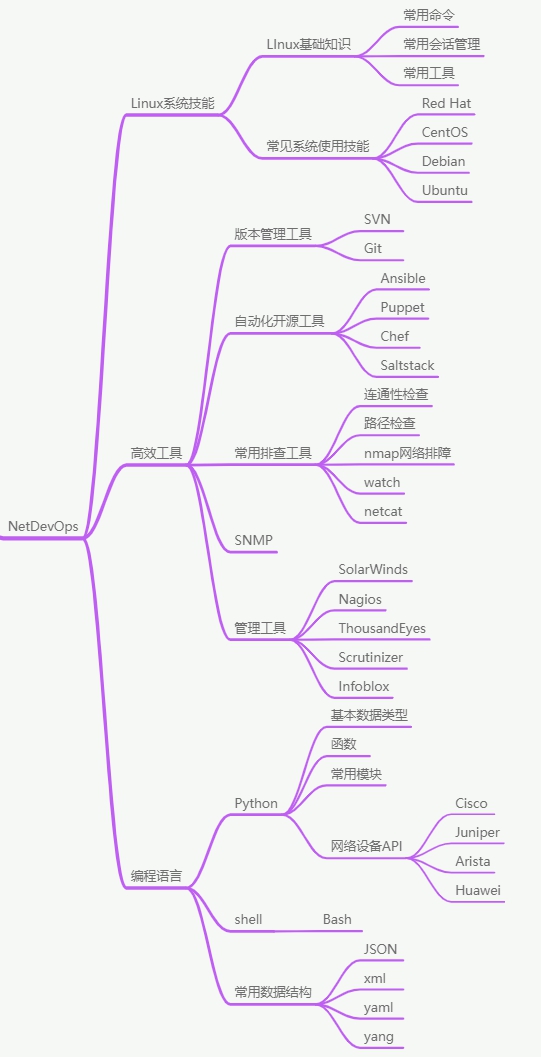 NetDevOps
Linux系统技能
LInux基础知识
常用命令
常用会话管理
常用工具
常见系统使用技能
Red Hat
CentOS
Debian
Ubuntu
高效工具
版本管理工具
SVN
Git
自动化开源工具
Ansible
Puppet
Chef
Saltstack
常用排查工具
连通性检查
路径检查
nmap网络排障
watch
netcat
SNMP
管理工具
SolarWinds
Nagios
ThousandEyes
Scrutinizer
Infoblox
编程语言
Python
基本数据类型
函数
常用模块
网络设备API
Cisco
Juniper
Arista
Huawei
shell
Bash
常用数据结构
JSON
xml
yaml
yang